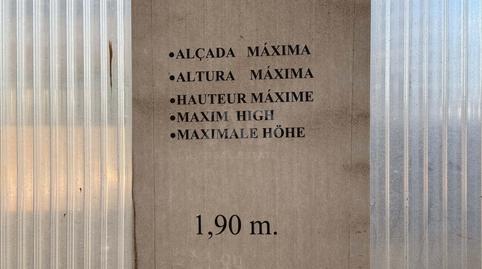 •ALÇADA MÁXIMA
•ALTURA MÁXIMA
•HAUTEUR MÁXIME
•MAXIM HIGH
•MAXIMALE HÖHE
1,90 m.